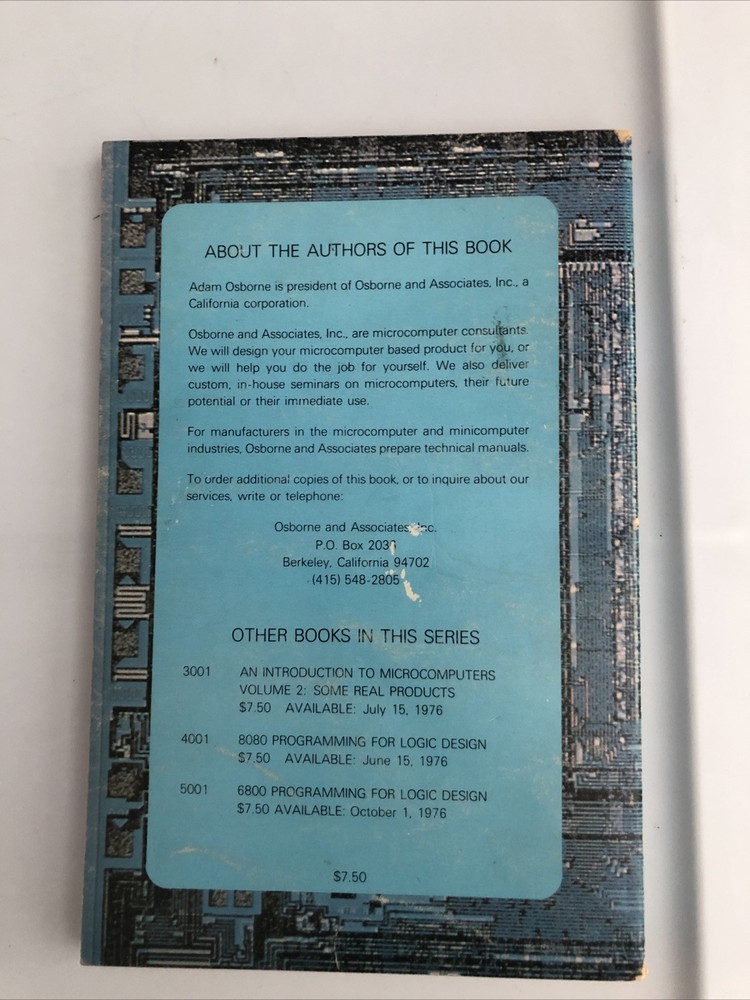 ABOUT THE AUTHORS OF THIS BOOK
Adam Osborne is president of Osborne and Associates, Inc., a
California corporation.
Osborne and Associates, Inc., are microcomputer consultants.
We will design your microcomputer based product for you, or
we will help you do the job for yourself. We also deliver
custom, in-house seminars on microcomputers, their future
potential or their immediate use.
For manufacturers in the microcomputer and minicomputer
industries, Osborne and Associates prepare technical manuals.
To order additional copies of this book, or to inquire about our
services, write or telephone:
Osborne and Associates, Inc.
P.O. Box
Berkeley, California 94702
(415) 548-2805
OTHER BOOKS IN THIS SERIES
3001 AN INTRODUCTION TO MICROCOMPUTERS
VOLUME 2: SOME REAL PRODUCTS
$7.50 AVAILABLE: July 15, 1976
4001 8080 PROGRAMMING FOR LOGIC DESIGN
$7.50 AVAILABLE: June 15, 1976
5001 6800 PROGRAMMING FOR LOGIC DESIGN
$7.50 AVAILABLE: October 1, 1976
$7.50